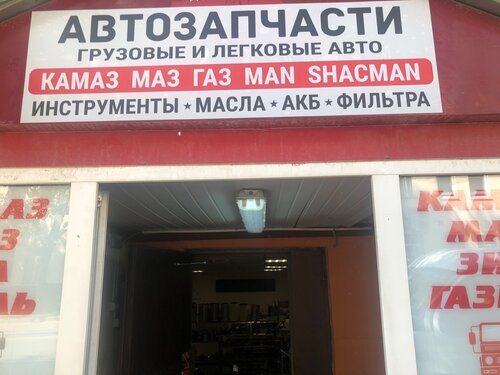 АВТОЗАПЧАСТИ
ГРУЗОВЫЕ И ЛЕГКОВЫЕ АВТО
КАМАЗ МАЗ ГАЗ MAN SHACMAN
ИНСТРУМЕНТЫ ★ МАСЛА ★ АКБ ★ ФИЛЬТРА